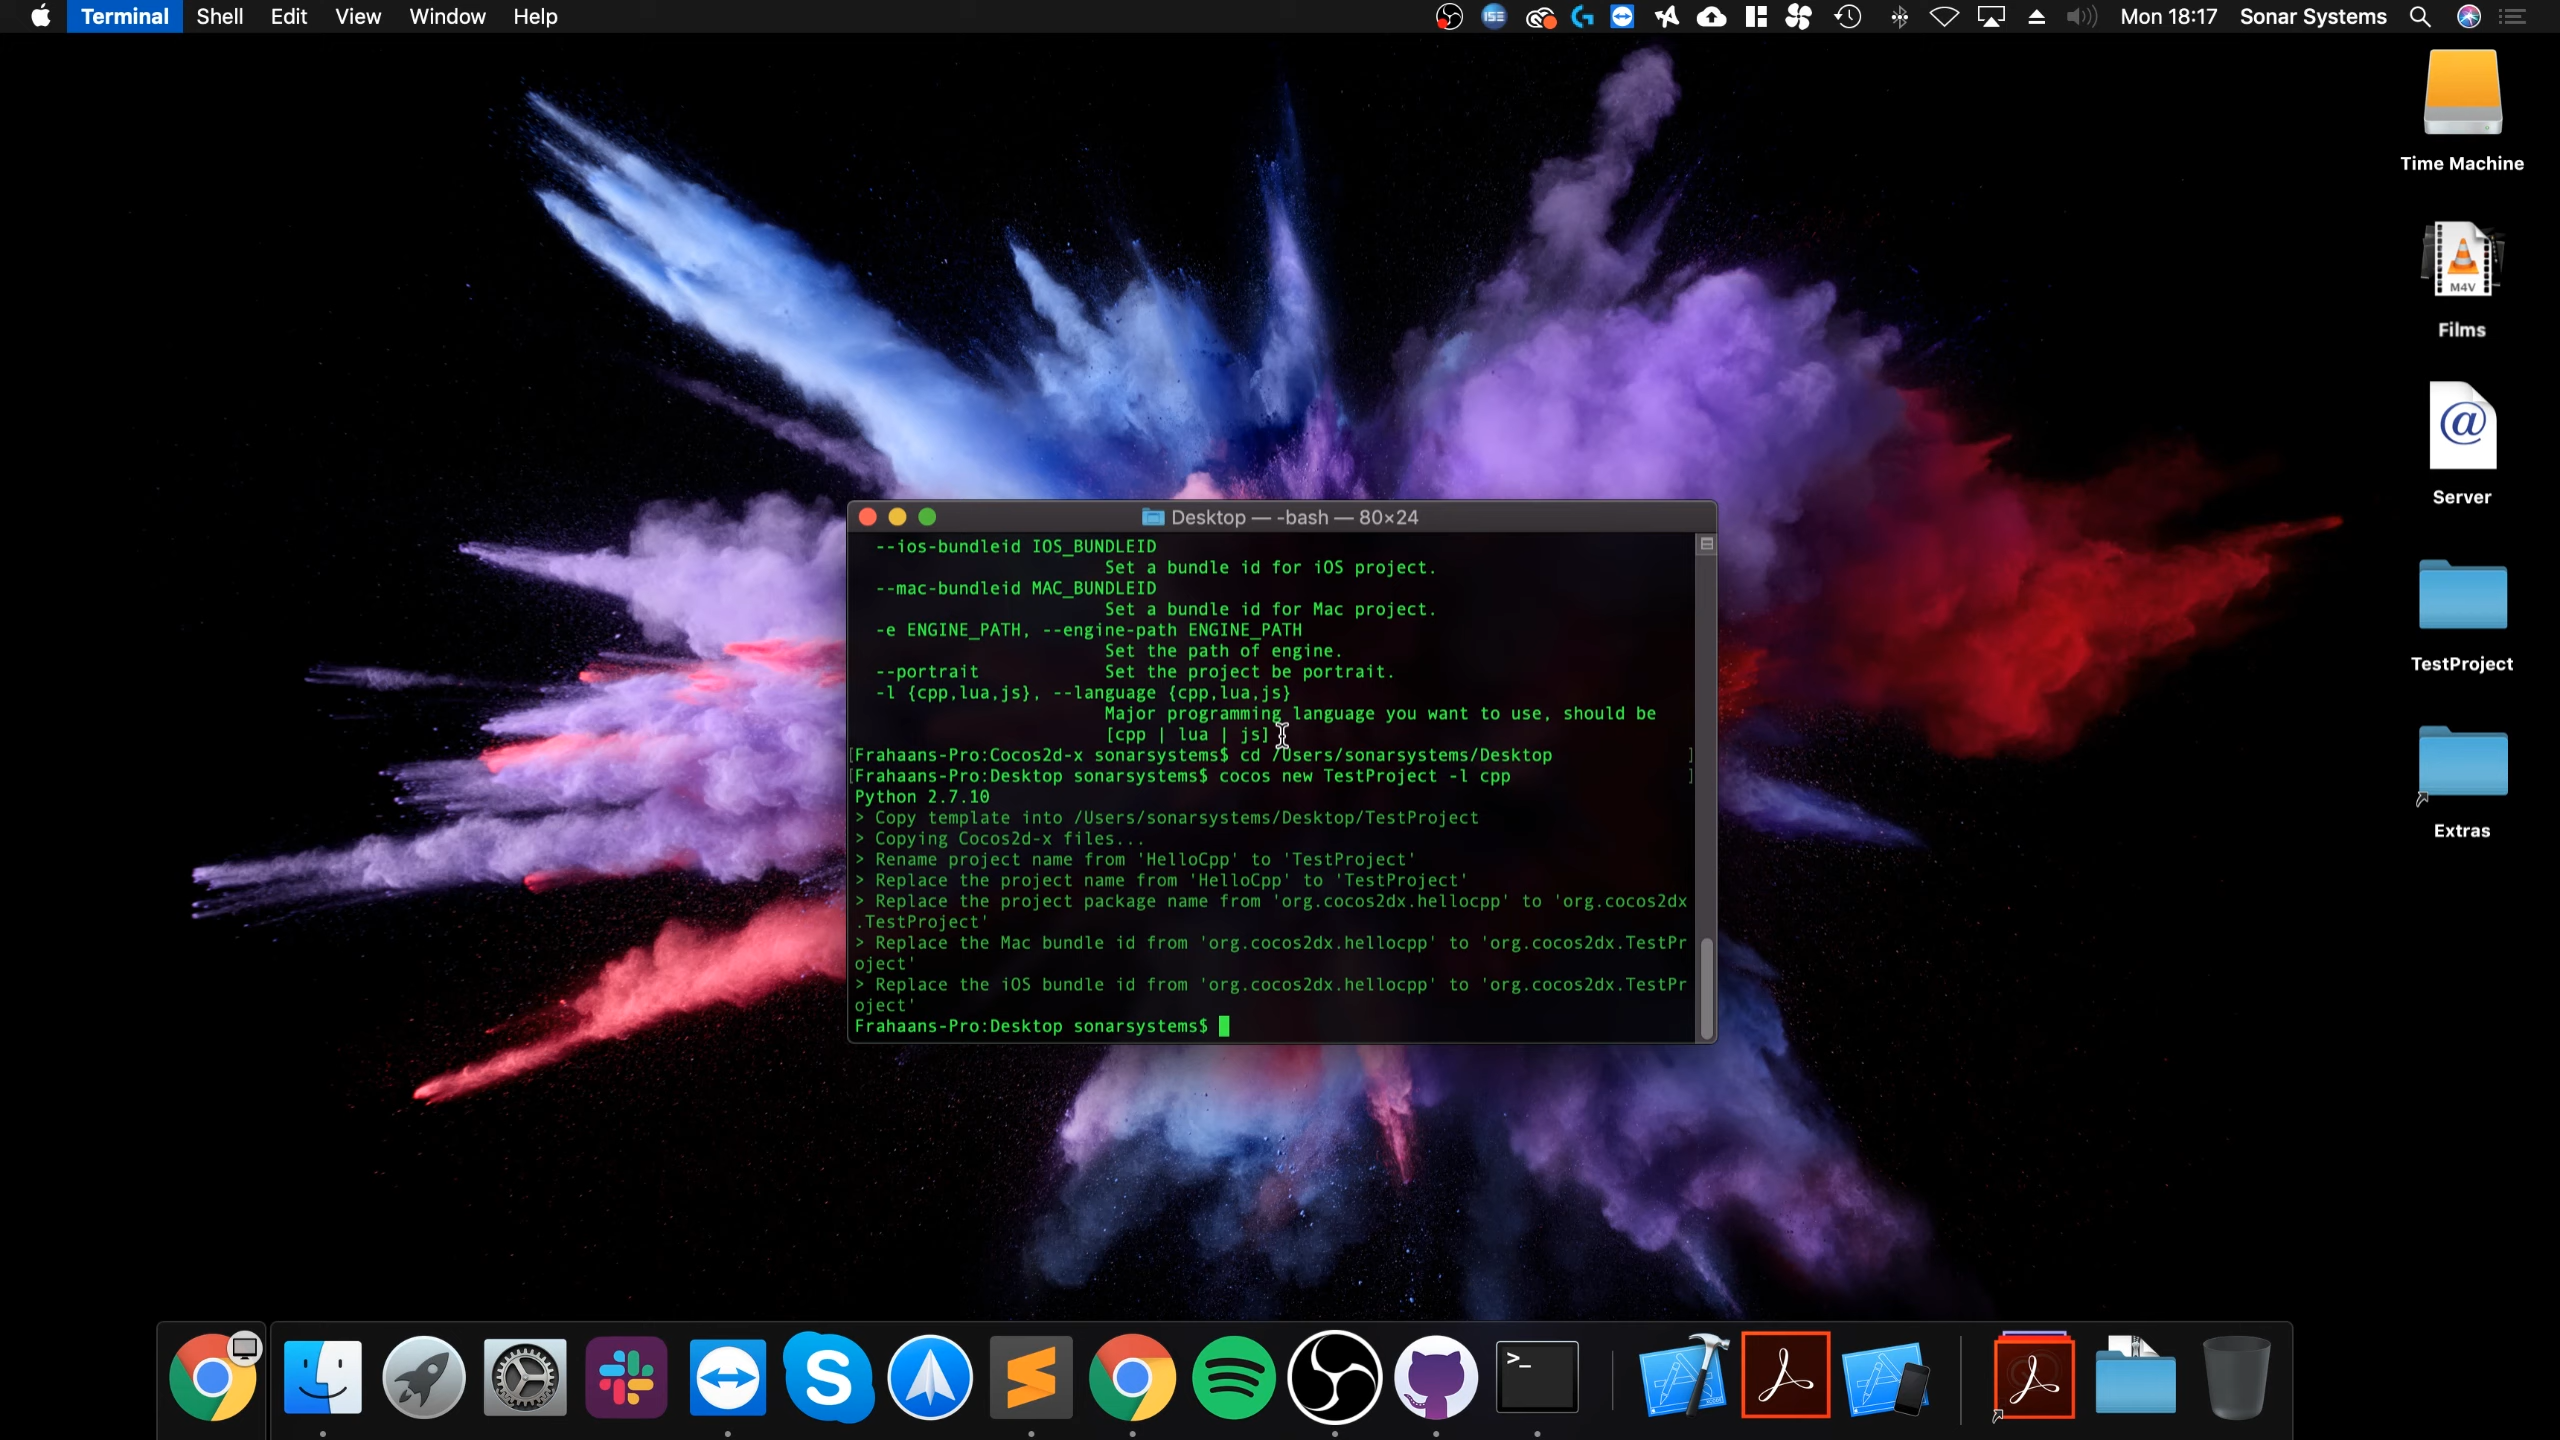 Terminal Shell Edit View Window Help ISE Mon 18:17 Sonar Systems
Time Machine
M4V
Films
@
Server
TestProject
Extras
Desktop — -bash — 80×24
--ios-bundleid IOS_BUNDLEID
Set a bundle id for iOS project.
--mac-bundleid MAC_BUNDLEID
Set a bundle id for Mac project.
-e ENGINE_PATH, --engine-path ENGINE_PATH
Set the path of engine.
--portrait Set the project be portrait.
-l {cpp,lua,js}, --language {cpp,lua,js}
Major programming language you want to use, should be
[cpp | lua | js]
[Frahaans-Pro:Cocos2d-x sonarsystems$ cd /Users/sonarsystems/Desktop ]
[Frahaans-Pro:Desktop sonarsystems$ cocos new TestProject -l cpp ]
Python 2.7.10
> Copy template into /Users/sonarsystems/Desktop/TestProject
> Copying Cocos2d-x files...
> Rename project name from 'HelloCpp' to 'TestProject'
> Replace the project name from 'HelloCpp' to 'TestProject'
> Replace the project package name from 'org.cocos2dx.hellocpp' to 'org.cocos2dx
.TestProject'
> Replace the Mac bundle id from 'org.cocos2dx.hellocpp' to 'org.cocos2dx.TestPr
oject'
> Replace the iOS bundle id from 'org.cocos2dx.hellocpp' to 'org.cocos2dx.TestPr
oject'
Frahaans-Pro:Desktop sonarsystems$
S
>_